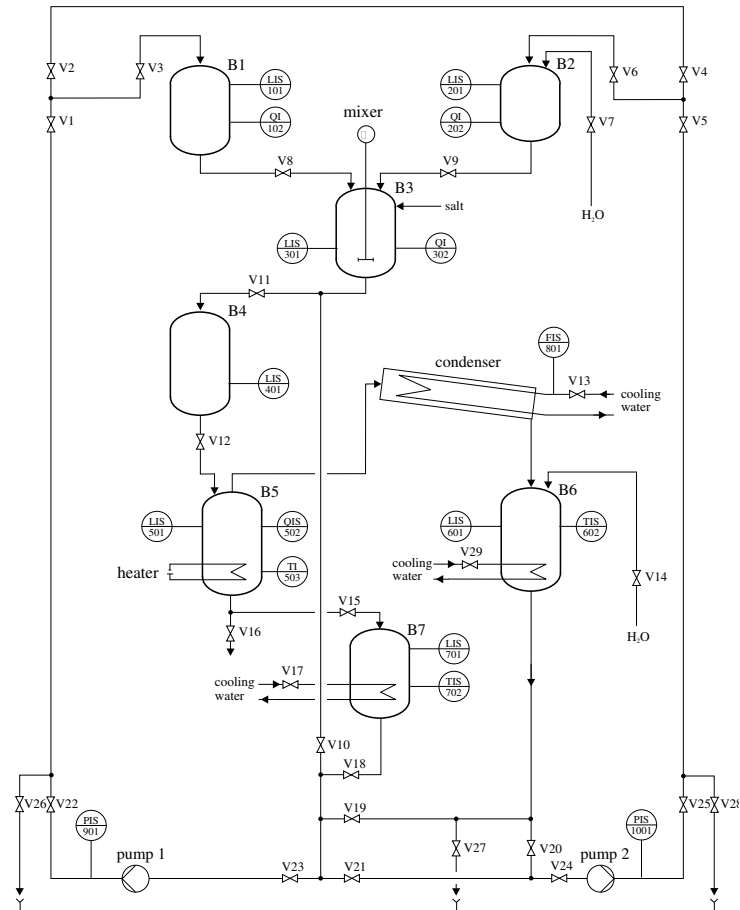 V2
V3
B1
LIS
101
QI
102
V1
mixer
LIS
201
QI
202
B2
V6
V4
V7
V5
V8
V9
B3
salt
H₂O
LIS
301
QI
302
V11
B4
LIS
401
condenser
FIS
801
V13
cooling
water
V12
B5
LIS
501
QIS
502
TI
503
heater
B6
LIS
601
TIS
602
cooling
water
V29
V14
H₂O
V15
V16
B7
LIS
701
TIS
702
V17
cooling
water
V10
V18
V26
V22
PIS
901
V19
V27
V20
PIS
1001
V25
V28
pump 1
V23
V21
V24
pump 2